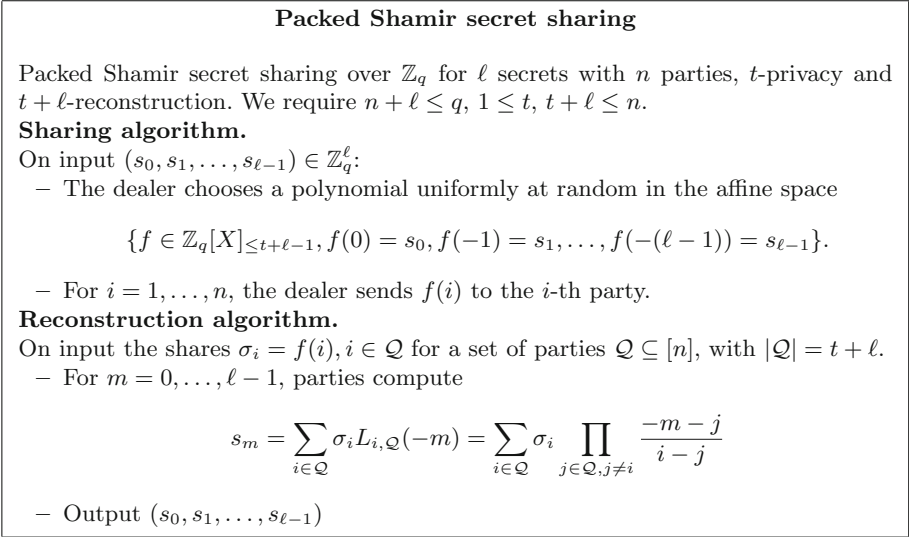 Packed Shamir secret sharing
Packed Shamir secret sharing over ℤ_q for ℓ secrets with n parties, t-privacy and
t + ℓ-reconstruction. We require n + ℓ ≤ q, 1 ≤ t, t + ℓ ≤ n.
Sharing algorithm.
On input (s_0, s_1, . . . , s_{ℓ−1}) ∈ ℤ_q^ℓ:
– The dealer chooses a polynomial uniformly at random in the affine space
{f ∈ ℤ_q[X]_{≤t+ℓ−1}, f(0) = s_0, f(−1) = s_1, . . . , f(−(ℓ − 1)) = s_{ℓ−1}}.
– For i = 1, . . . , n, the dealer sends f(i) to the i-th party.
Reconstruction algorithm.
On input the shares σ_i = f(i), i ∈ 𝒬 for a set of parties 𝒬 ⊆ [n], with |𝒬| = t + ℓ.
– For m = 0, . . . , ℓ − 1, parties compute
s_m = ∑_{i∈𝒬} σ_i L_{i,𝒬}(−m) = ∑_{i∈𝒬} σ_i ∏_{j∈𝒬,j≠i} \frac{−m − j}{i − j}
– Output (s_0, s_1, . . . , s_{ℓ−1})